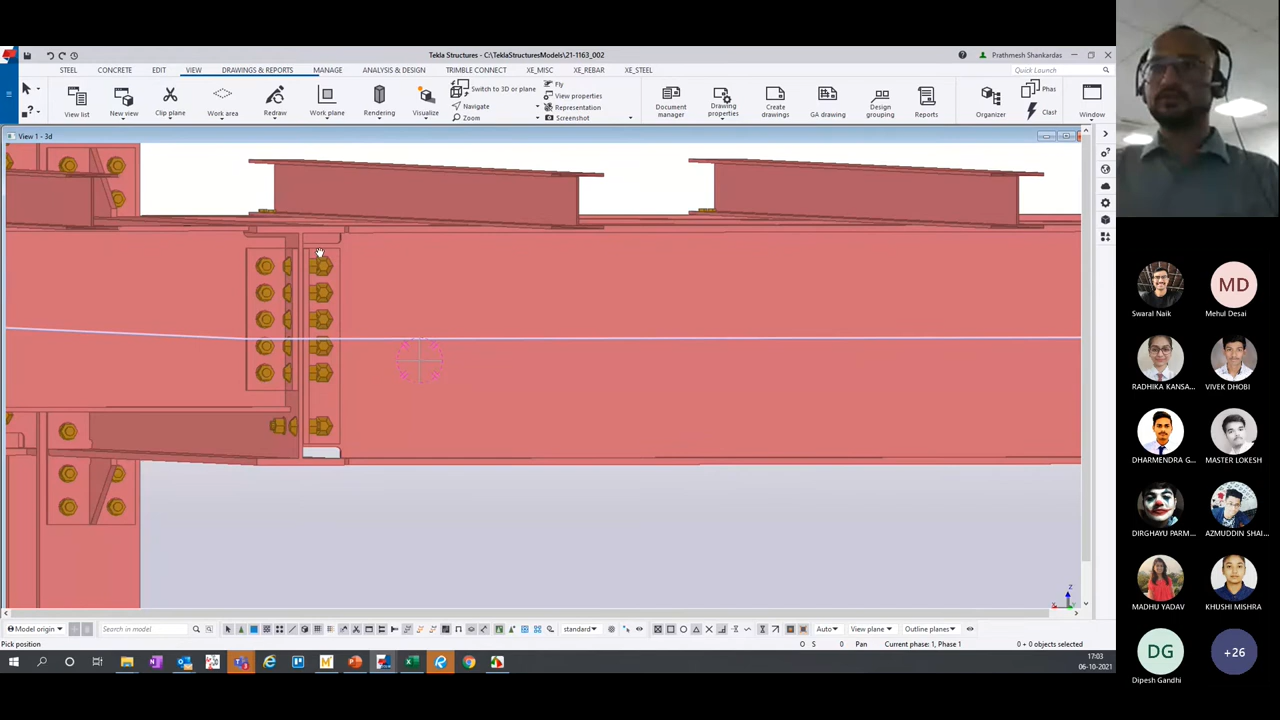 Tekla Structures - C:\TeklaStructuresModels\21-1163_002
Prathmesh Shankardas
STEEL CONCRETE EDIT VIEW DRAWINGS & REPORTS MANAGE ANALYSIS & DESIGN TRIMBLE CONNECT XE_MISC XE_REBAR XE_STEEL
Quick Launch
View list
New view
Clip plane
Work area
Redraw
Work plane
Rendering
Visualize
Switch to 3D or plane
Navigate
Zoom
Fly
View properties
Representation
Screenshot
Document manager
Drawing properties
Create drawings
GA drawing
Design grouping
Reports
Organizer
Phas
Clast
Window
View 1 - 3d
Z
Model origin
Search in model
standard
Auto
View plane
Outline planes
Pick position
O S 0 Pan Current phase: 1, Phase 1 0 + 0 objects selected
17:03
06-10-2021
Swaral Naik
MD
Mehul Desai
RADHIKA KANSA...
VIVEK DHOBI
DHARMENDRA G...
MASTER LOKESH
DIRGHAYU PARM...
AZMUDDIN SHAI...
MADHU YADAV
KHUSHI MISHRA
DG
Dipesh Gandhi
+26